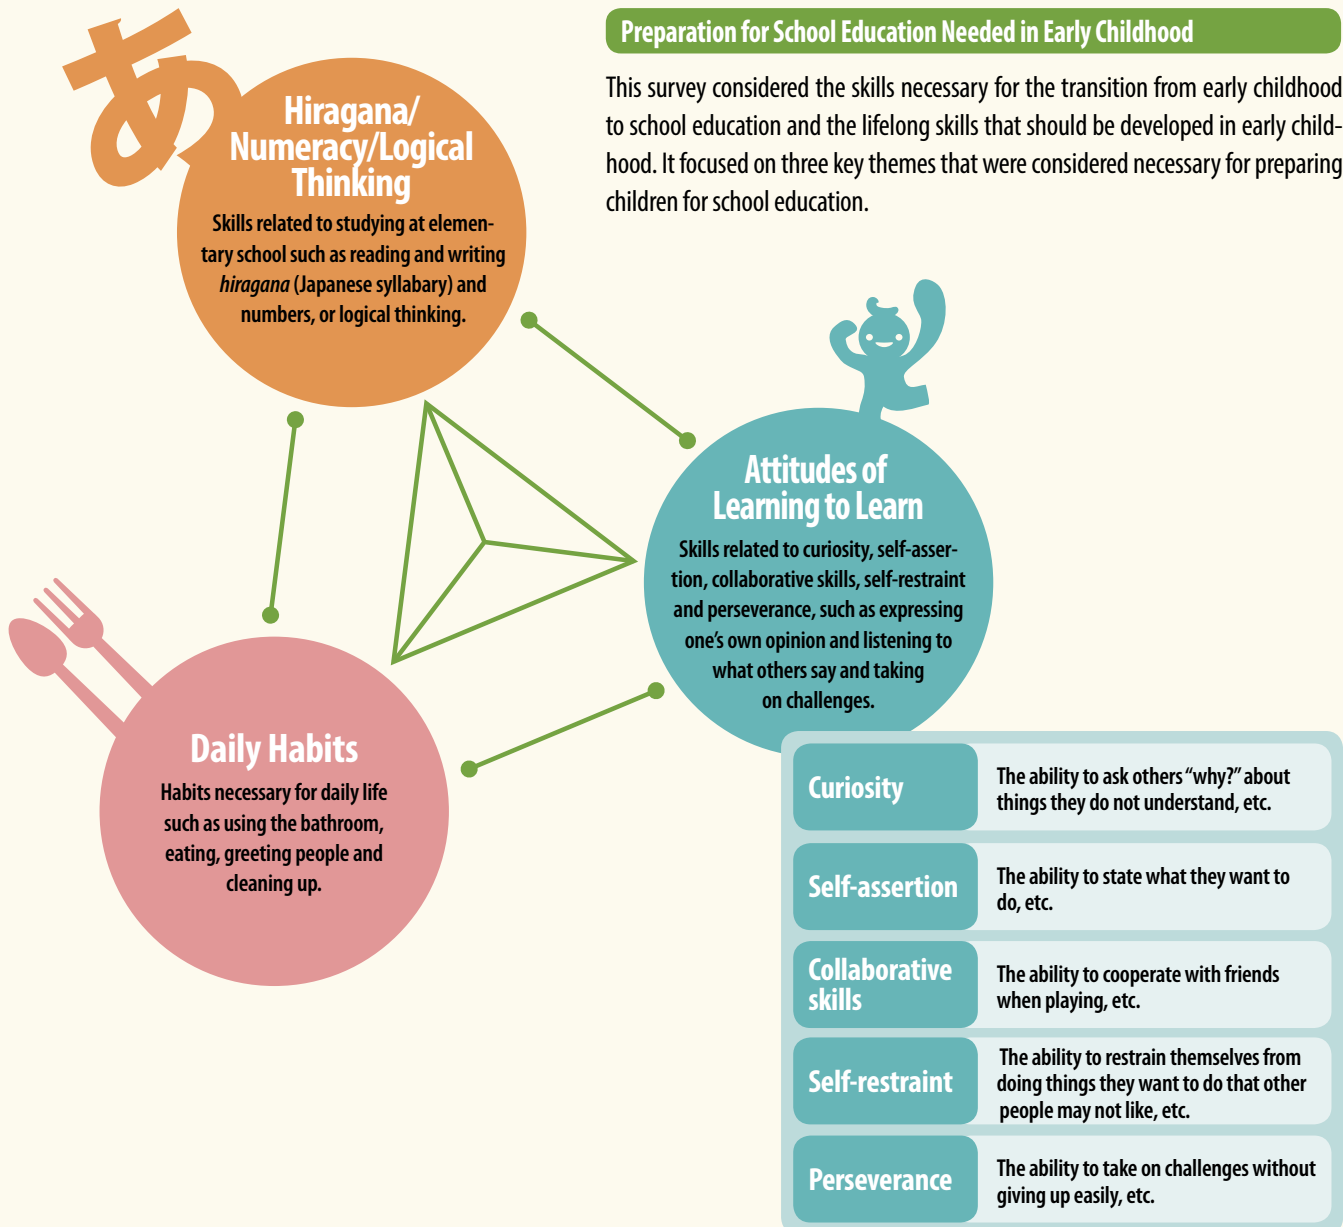 Preparation for School Education Needed in Early Childhood
This survey considered the skills necessary for the transition from early childhood
to school education and the lifelong skills that should be developed in early child-
hood. It focused on three key themes that were considered necessary for preparing
children for school education.
あ
Hiragana/
Numeracy/Logical
Thinking
Skills related to studying at elemen-
tary school such as reading and writing
hiragana (Japanese syllabary) and
numbers, or logical thinking.
Attitudes of
Learning to Learn
Skills related to curiosity, self-asser-
tion, collaborative skills, self-restraint
and perseverance, such as expressing
one's own opinion and listening to
what others say and taking
on challenges.
Daily Habits
Habits necessary for daily life
such as using the bathroom,
eating, greeting people and
cleaning up.
Curiosity
The ability to ask others “why?” about
things they do not understand, etc.
Self-assertion
The ability to state what they want to
do, etc.
Collaborative
skills
The ability to cooperate with friends
when playing, etc.
Self-restraint
The ability to restrain themselves from
doing things they want to do that other
people may not like, etc.
Perseverance
The ability to take on challenges without
giving up easily, etc.